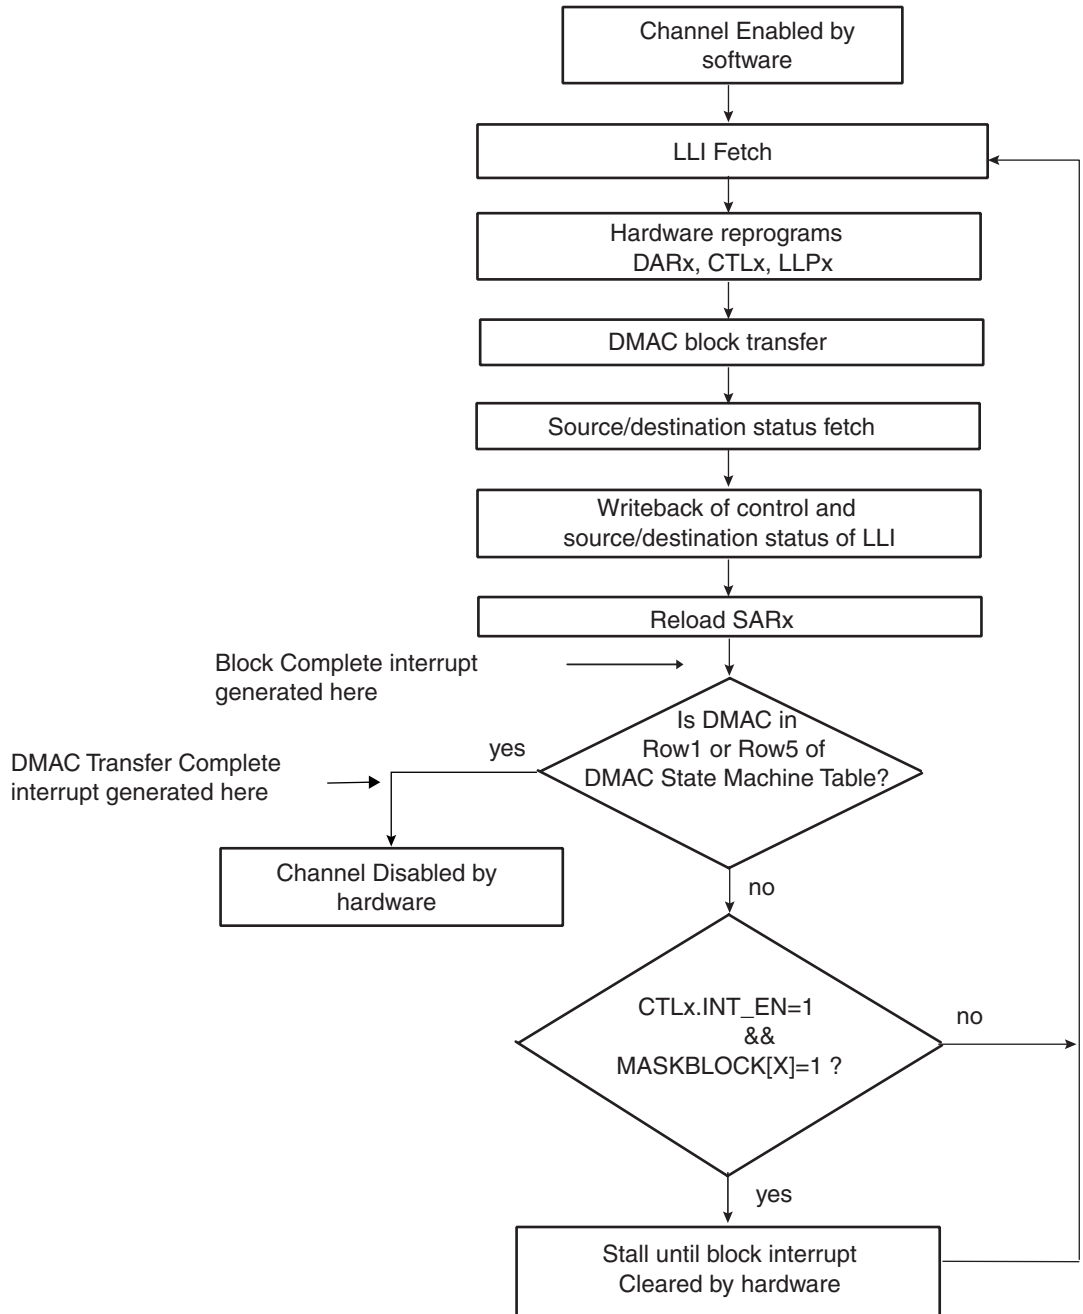 Channel Enabled by
software
LLI Fetch
Hardware reprograms
DARx, CTLx, LLPx
DMAC block transfer
Source/destination status fetch
Writeback of control and
source/destination status of LLI
Reload SARx
Block Complete interrupt
generated here
Is DMAC in
Row1 or Row5 of
DMAC State Machine Table?
yes
DMAC Transfer Complete
interrupt generated here
Channel Disabled by
hardware
no
CTLx.INT_EN=1
&&
MASKBLOCK[X]=1 ?
no
yes
Stall until block interrupt
Cleared by hardware